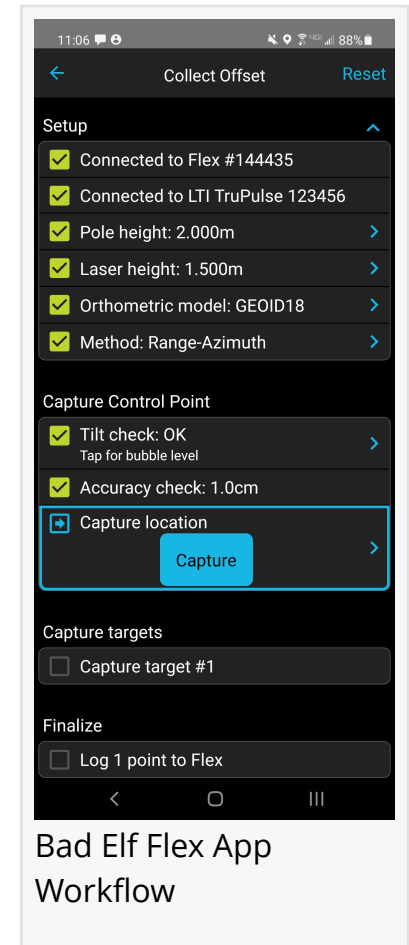 11:06 88%
Collect Offset Reset
Setup
Connected to Flex #144435
Connected to LTI TruPulse 123456
Pole height: 2.000m
Laser height: 1.500m
Orthometric model: GEOID18
Method: Range-Azimuth
Capture Control Point
Tilt check: OK
Tap for bubble level
Accuracy check: 1.0cm
Capture location
Capture
Capture targets
Capture target #1
Finalize
Log 1 point to Flex
Bad Elf Flex App
Workflow